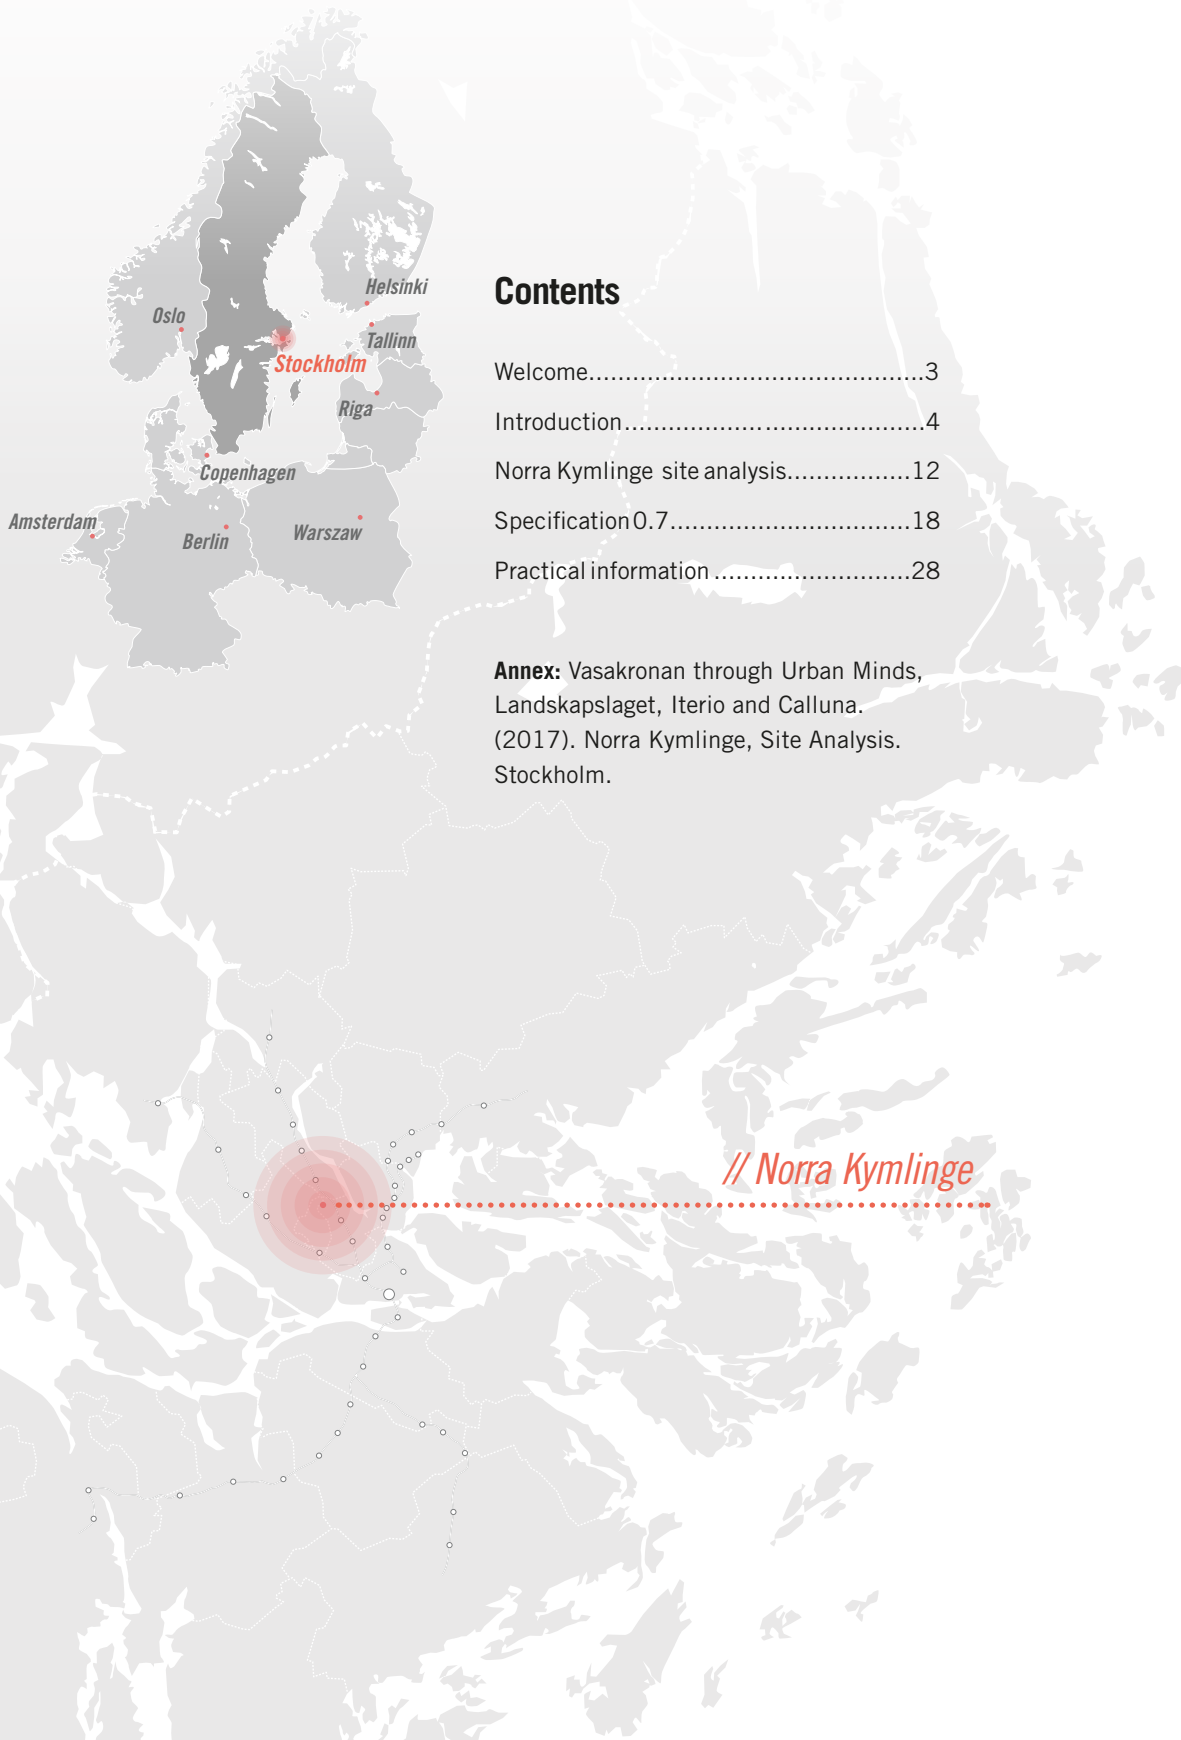 Helsinki
Oslo
Tallinn
Stockholm
Riga
Copenhagen
Amsterdam
Berlin
Warszaw
Contents
Welcome..............................................3
Introduction.........................................4
Norra Kymlinge site analysis.................12
Specification 0.7.................................18
Practical information ...........................28
Annex: Vasakronan through Urban Minds,
Landskapslaget, Iterio and Calluna.
(2017). Norra Kymlinge, Site Analysis.
Stockholm.
// Norra Kymlinge